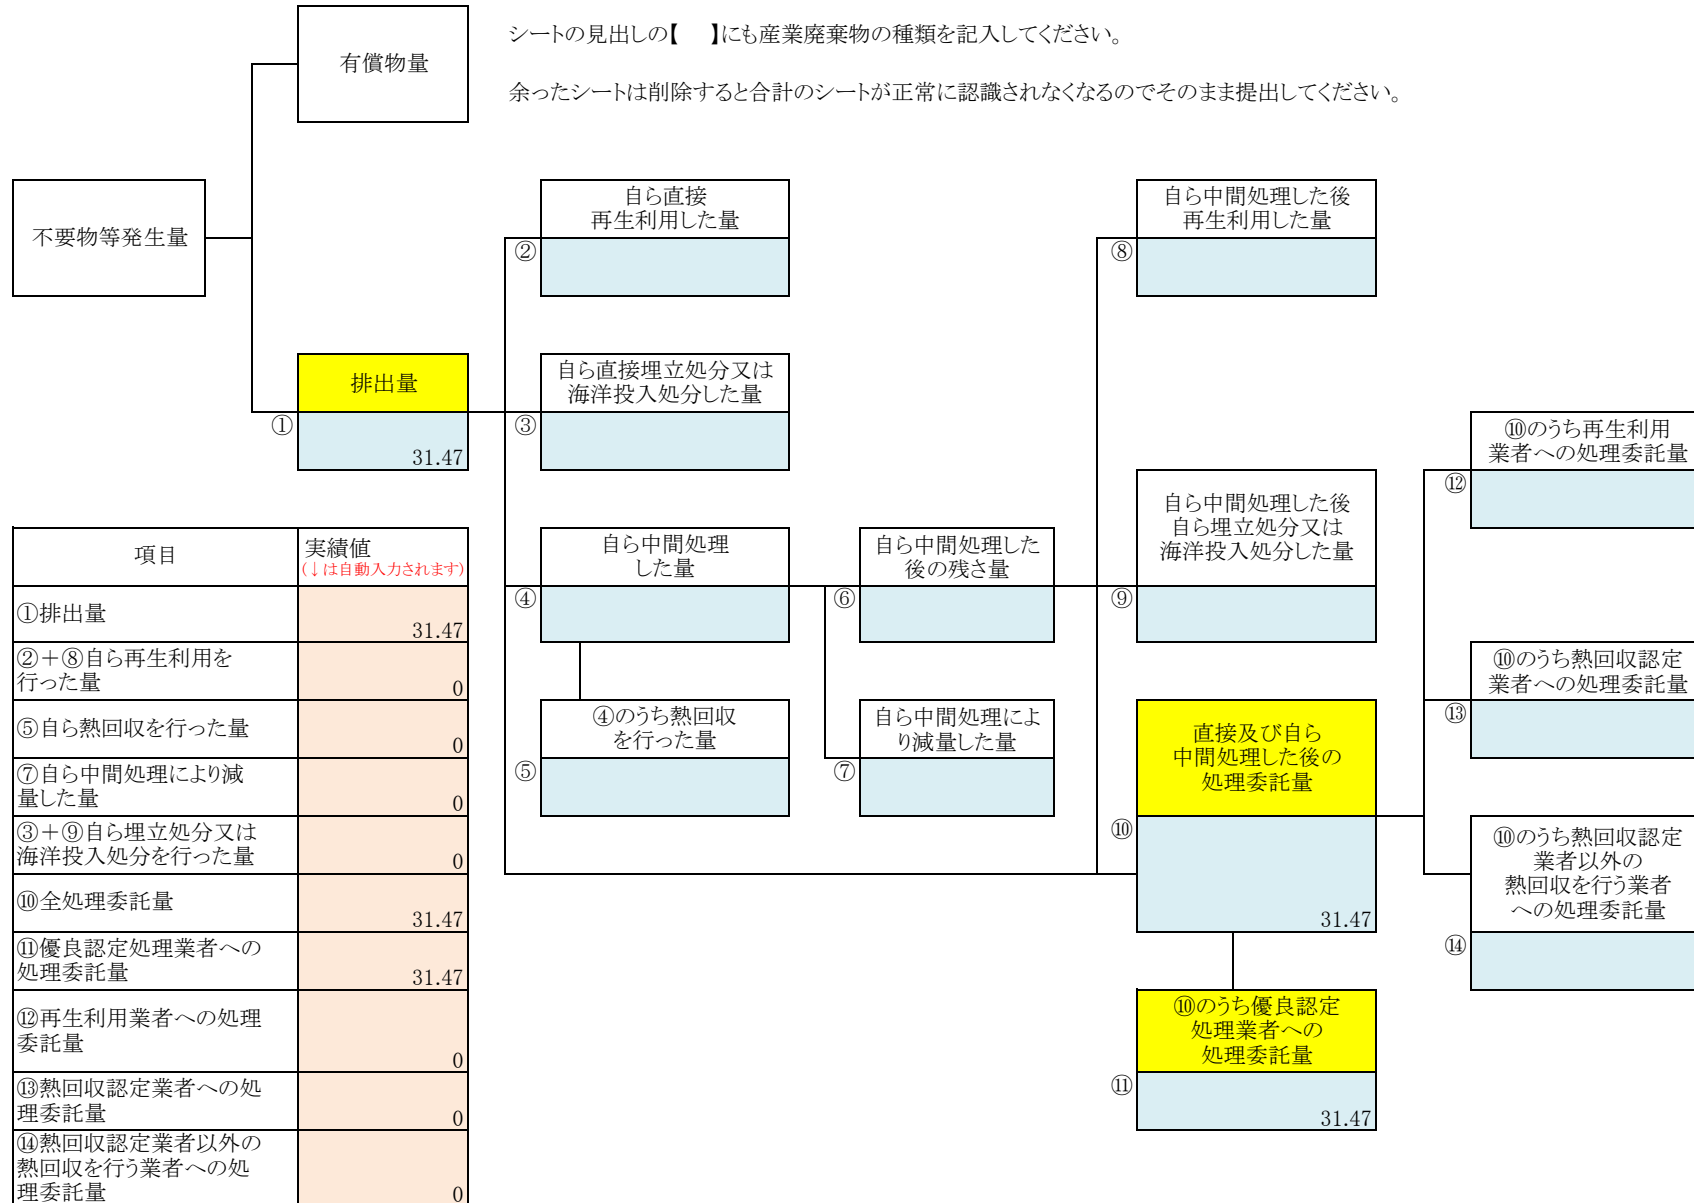 有償物量
シートの見出しの【　】にも産業廃棄物の種類を記入してください。
余ったシートは削除すると合計のシートが正常に認識されなくなるのでそのまま提出してください。
不要物等発生量
自ら直接
再生利用した量
②
自ら中間処理した後
再生利用した量
⑧
排出量
①
31.47
自ら直接埋立処分又は
海洋投入処分した量
③
⑩のうち再生利用
業者への処理委託量
⑫
自ら中間処理
した量
④
自ら中間処理した
後の残さ量
⑥
自ら中間処理した後
自ら埋立処分又は
海洋投入処分した量
⑨
⑩のうち熱回収認定
業者への処理委託量
⑬
④のうち熱回収
を行った量
⑤
自ら中間処理によ
り減量した量
⑦
直接及び自ら
中間処理した後の
処理委託量
⑩
31.47
⑩のうち熱回収認定
業者以外の
熱回収を行う業者
への処理委託量
⑭
⑩のうち優良認定
処理業者への
処理委託量
⑪
31.47
項目
実績値
(↓は自動入力されます)
①排出量
31.47
②＋⑧自ら再生利用を
行った量
0
⑤自ら熱回収を行った量
0
⑦自ら中間処理により減
量した量
0
③＋⑨自ら埋立処分又は
海洋投入処分を行った量
0
⑩全処理委託量
31.47
⑪優良認定処理業者への
処理委託量
31.47
⑫再生利用業者への処理
委託量
0
⑬熱回収認定業者への処
理委託量
0
⑭熱回収認定業者以外の
熱回収を行う業者への処
理委託量
0